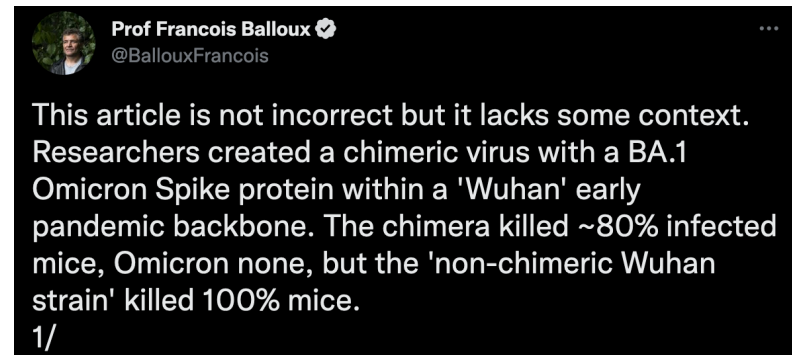 Prof Francois Balloux
@BallouxFrancois
This article is not incorrect but it lacks some context.
Researchers created a chimeric virus with a BA.1
Omicron Spike protein within a 'Wuhan' early
pandemic backbone. The chimera killed ~80% infected
mice, Omicron none, but the 'non-chimeric Wuhan
strain' killed 100% mice.
1/